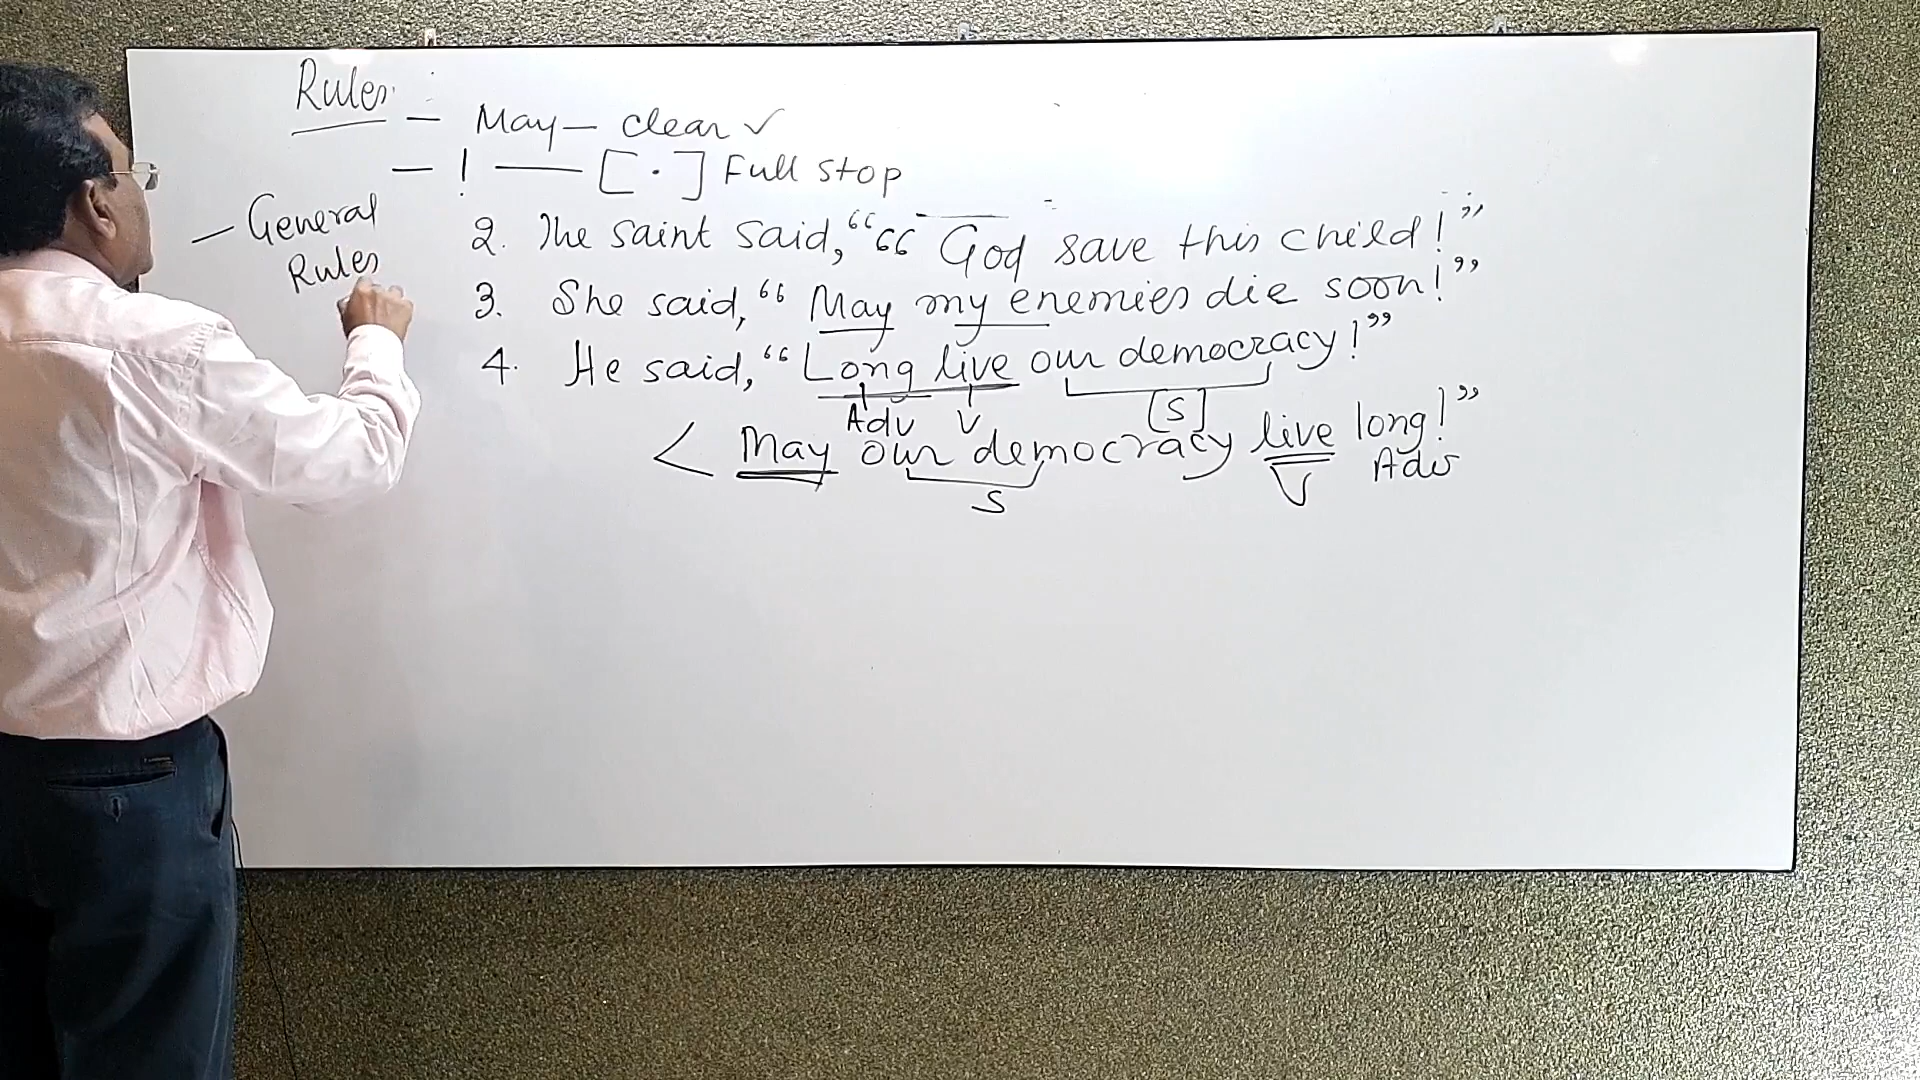 Rules :
- May - clear ✓
- ! — [ . ] Full stop
- General
Rules
2. The saint said, “ “ God save this child ! ”
3. She said, “ May my enemies die soon ! ”
4. He said, “ Long live our democracy ! ”
Adv V [S]
< May our democracy live long ! ”
S V Adv